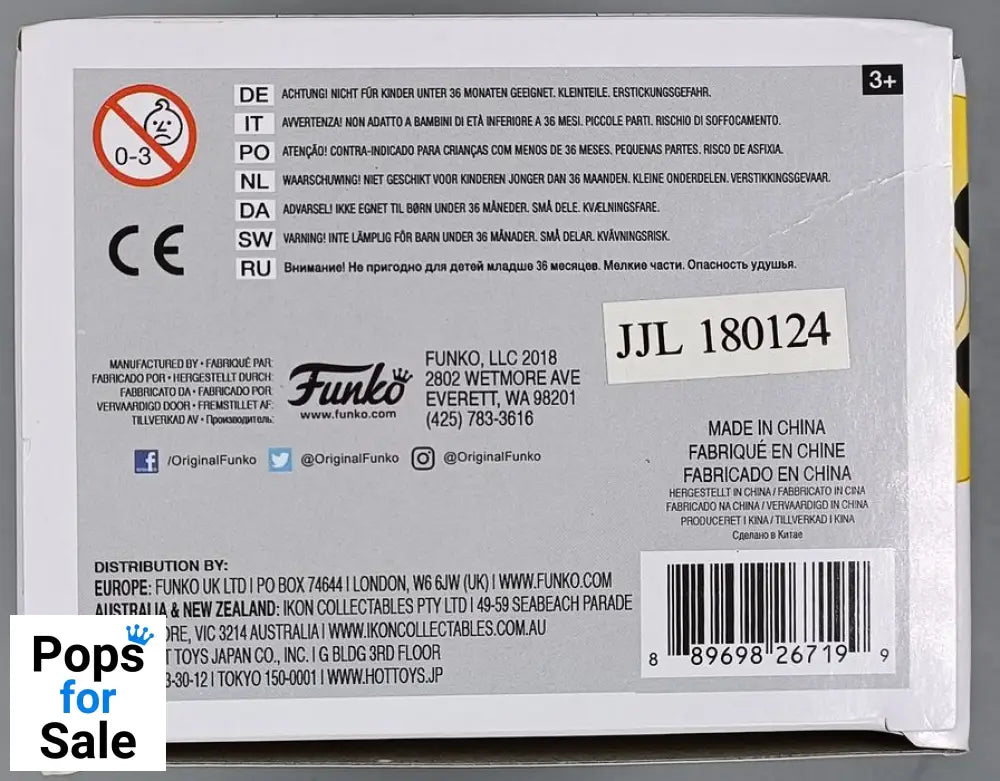 3+
0-3
DE ACHTUNG! NICHT FÜR KINDER UNTER 36 MONATEN GEEIGNET. KLEINTEILE. ERSTICKUNGSGEFAHR.
IT AVVERTENZA! NON ADATTO A BAMBINI DI ETÀ INFERIORE A 36 MESI. PICCOLE PARTI. RISCHIO DI SOFFOCAMENTO.
PO ATENÇÃO! CONTRA-INDICADO PARA CRIANÇAS COM MENOS DE 36 MESES. PEQUENAS PARTES. RISCO DE ASFIXIA.
NL WAARSCHUWING! NIET GESCHIKT VOOR KINDEREN JONGER DAN 36 MAANDEN. KLEINE ONDERDELEN. VERSTIKKINGSGEVAAR.
DA ADVARSEL! IKKE EGNET TIL BØRN UNDER 36 MÅNEDER. SMÅ DELE. KVÆLNINGSFARE.
SW VARNING! INTE LÄMPLIG FÖR BARN UNDER 36 MÅNADER. SMÅ DELAR. KVÄVNINGSRISK.
RU Внимание! Не пригодно для детей младше 36 месяцев. Мелкие части. Опасность удушья.
CE
JJL 180124
MANUFACTURED BY • FABRIQUÉ PAR
FABRICADO POR • HERGESTELLT DURCH:
FABBRICATO DA • FABRICADO POR:
VERVAARDIGD DOOR • FREMSTILLET AF:
TILLVERKAD AV • Производитель:
Funko
www.funko.com
FUNKO, LLC 2018
2802 WETMORE AVE
EVERETT, WA 98201
(425) 783-3616
/OriginalFunko @OriginalFunko @OriginalFunko
MADE IN CHINA
FABRIQUÉ EN CHINE
FABRICADO EN CHINA
HERGESTELLT IN CHINA / FABBRICATO IN CINA
FABRICADO NA CHINA / VERVAARDIGD IN CHINA
PRODUCERET I KINA / TILLVERKAD I KINA
Сделано в Китае
DISTRIBUTION BY:
EUROPE: FUNKO UK LTD | PO BOX 74644 | LONDON, W6 6JW (UK) | WWW.FUNKO.COM
AUSTRALIA & NEW ZEALAND: IKON COLLECTABLES PTY LTD | 49-59 SEABEACH PARADE
ORE, VIC 3214 AUSTRALIA | WWW.IKONCOLLECTABLES.COM.AU
T TOYS JAPAN CO., INC. | G BLDG 3RD FLOOR
3-30-12 | TOKYO 150-0001 | WWW.HOTTOYS.JP
8 89698 26719 9
Pops
for
Sale